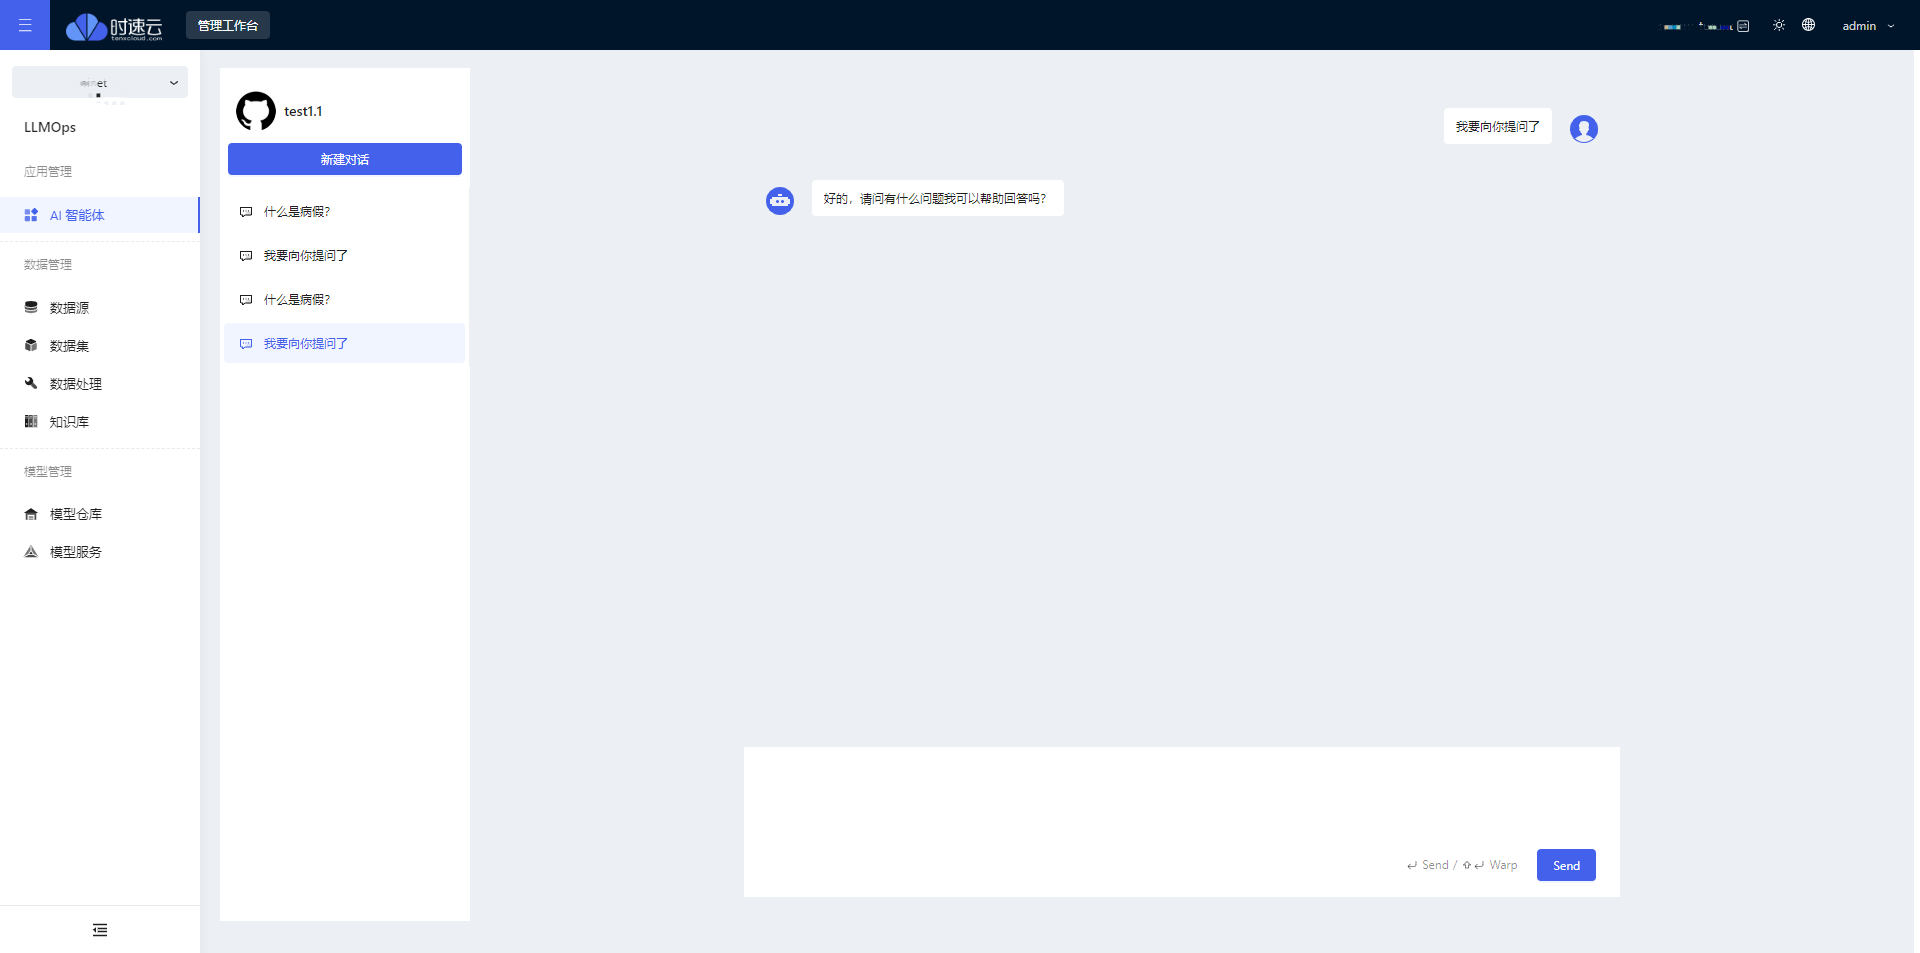 时速云
tenxcloud.com
管理工作台
admin
LLMOps
应用管理
AI 智能体
数据管理
数据源
数据集
数据处理
知识库
模型管理
模型仓库
模型服务
test1.1
新建对话
什么是病假?
我要向你提问了
什么是病假?
我要向你提问了
我要向你提问了
好的，请问有什么问题我可以帮助回答吗？
Send / Warp
Send